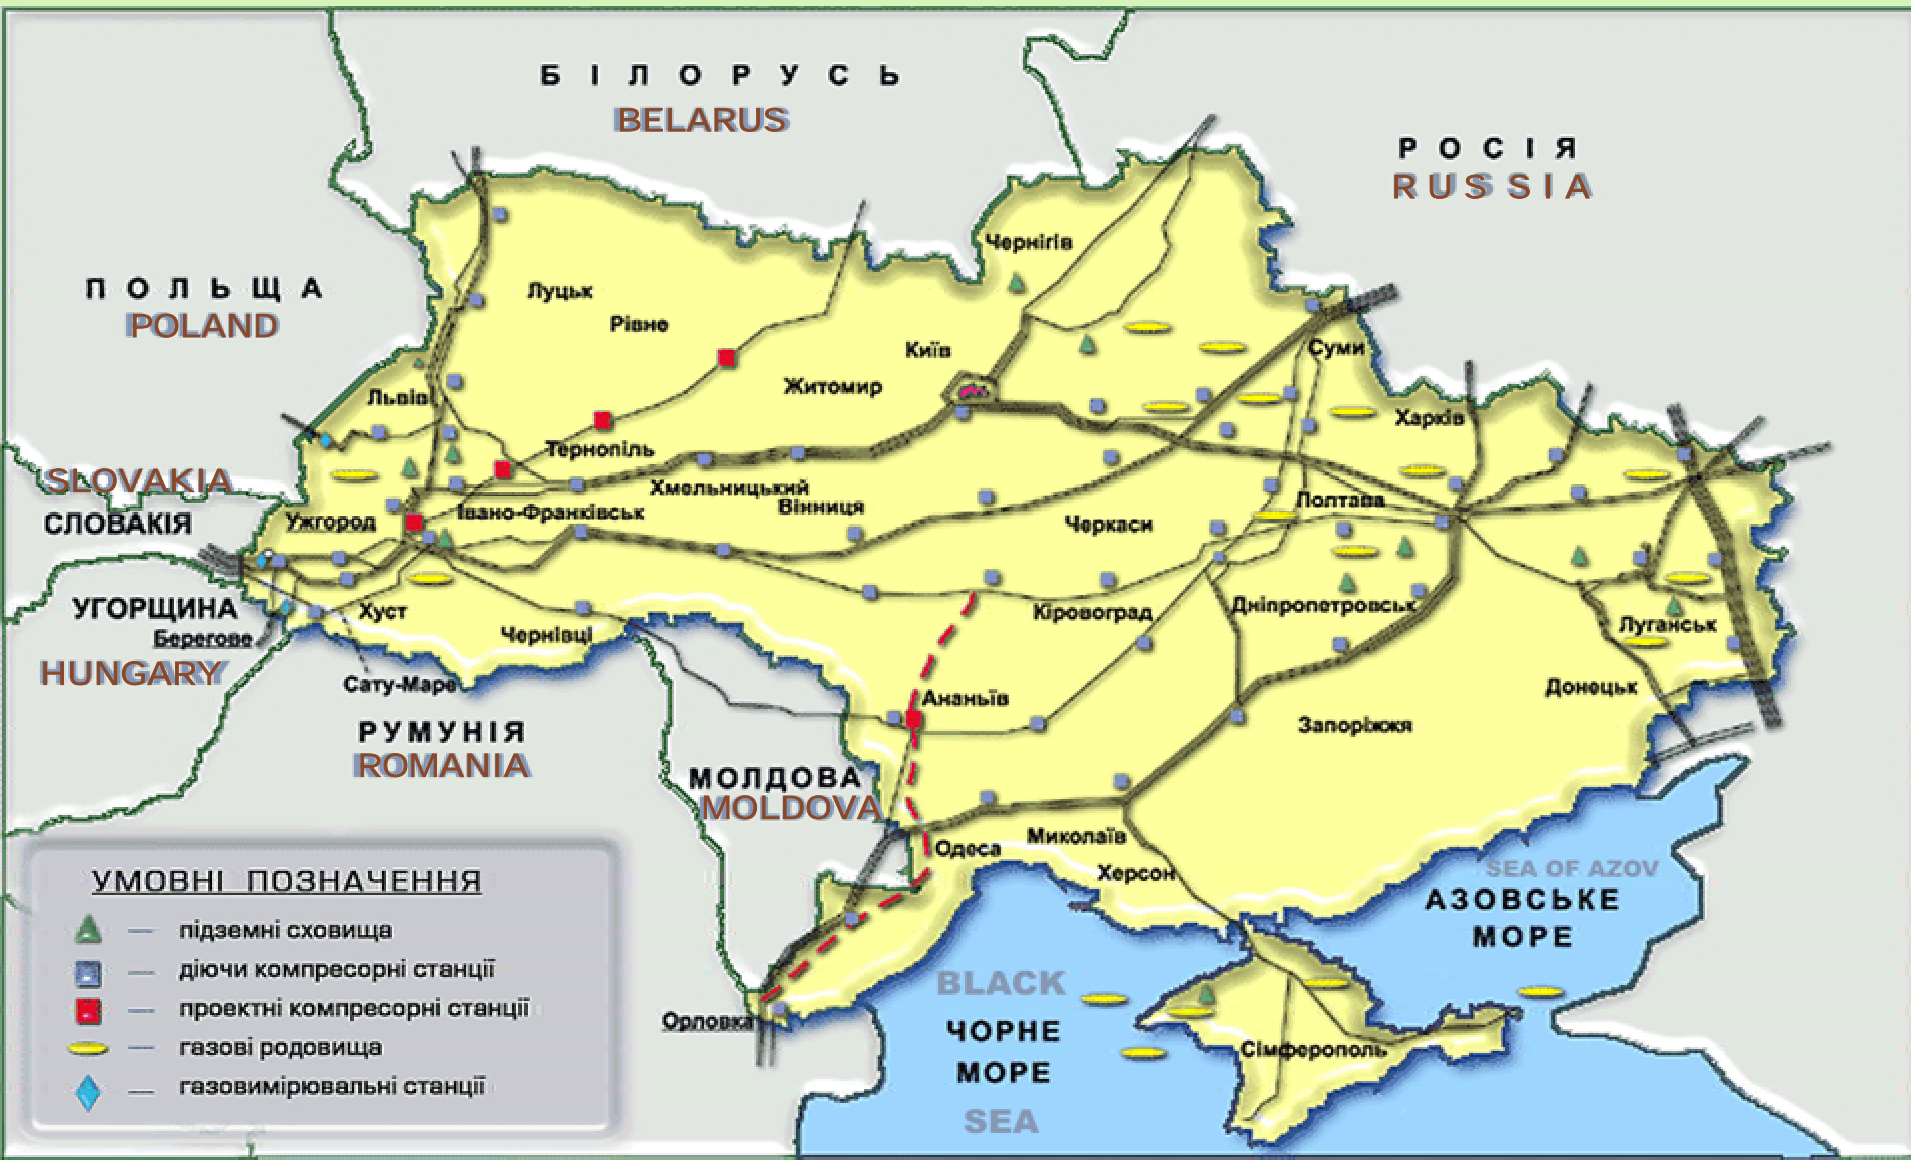 БІЛОРУСЬ
BELARUS
РОСІЯ
RUSSIA
ПОЛЬЩА
POLAND
Чернігів
Луцьк
Рівне
Київ
Житомир
Суми
Львів
Харків
Тернопіль
SLOVAKIA
СЛОВАКІЯ
Хмельницький
Вінниця
Полтава
Ужгород
Івано-Франківськ
Черкаси
УГОРЩИНА
Берегове
HUNGARY
Хуст
Чернівці
Кіровоград
Дніпропетровськ
Луганськ
Сату-Маре
Ананьїв
Донецьк
Запоріжжя
РУМУНІЯ
ROMANIA
МОЛДОВА
MOLDOVA
Одеса
Миколаїв
Херсон
SEA OF AZOV
АЗОВСЬКЕ
МОРЕ
BLACK
ЧОРНЕ
МОРЕ
SEA
Орловка
Сімферополь
УМОВНІ ПОЗНАЧЕННЯ
підземні сховища
діючи компресорні станції
проектні компресорні станції
газові родовища
газовимірювальні станції